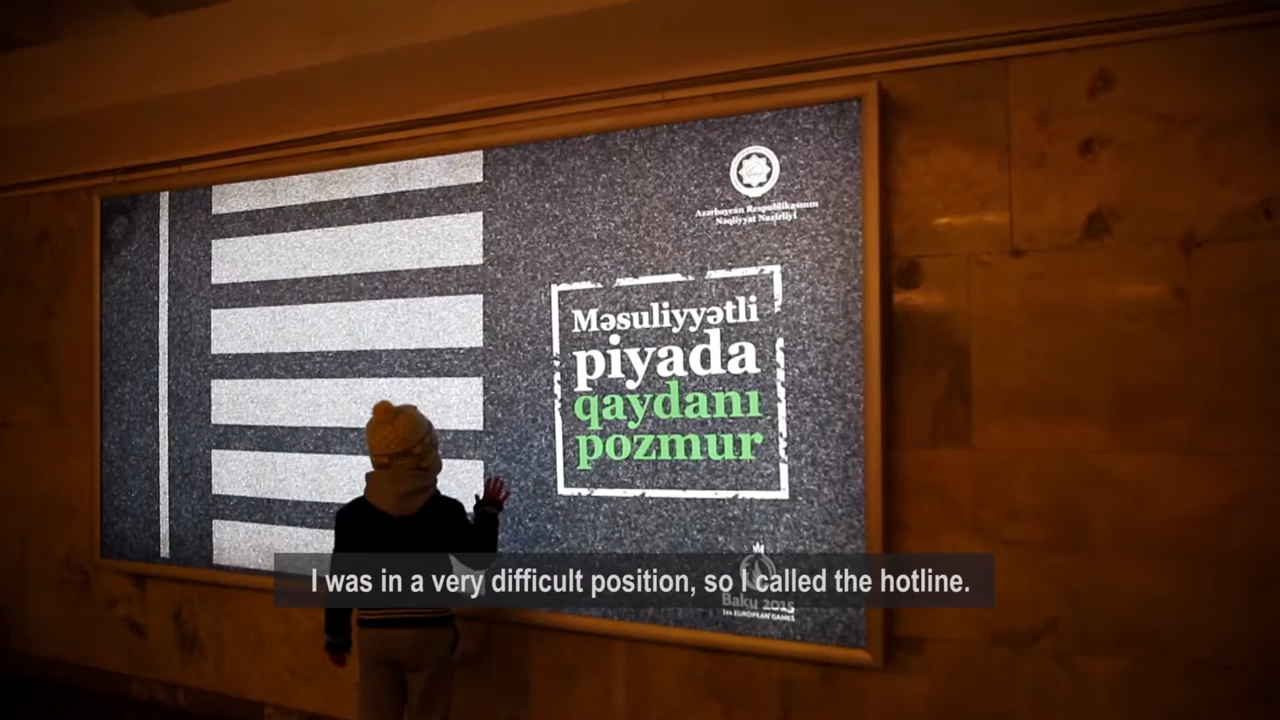 Azərbaycan Respublikasının
Nəqliyyat Nazirliyi
Məsuliyyətli
piyada
qaydanı
pozmur
I was in a very difficult position, so I called the hotline.
Baku 2015
1st EUROPEAN GAMES